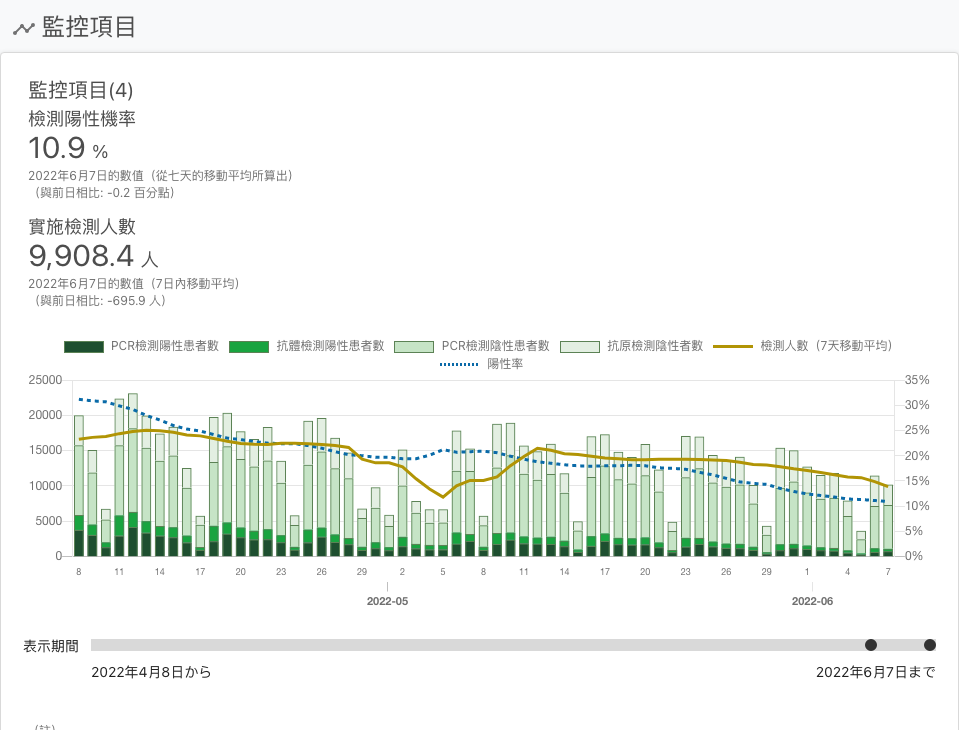 監控項目
監控項目(4)
檢測陽性機率
10.9 %
2022年6月7日的數值（從七天的移動平均所算出）
（與前日相比: -0.2 百分點）
實施檢測人數
9,908.4 人
2022年6月7日的數值（7日內移動平均）
（與前日相比: -695.9 人）
PCR檢測陽性患者數 抗體檢測陽性患者數 PCR檢測陰性患者數 抗原檢測陰性者數 檢測人數（7天移動平均）
陽性率
25000 35%
20000 30%
15000 25%
10000 20%
5000 15%
0 10%
5%
0%
8 11 14 17 20 23 26 29 2 5 8 11 14 17 20 23 26 29 1 4 7
2022-05 2022-06
表示期間
2022年4月8日から 2022年6月7日まで
（註）